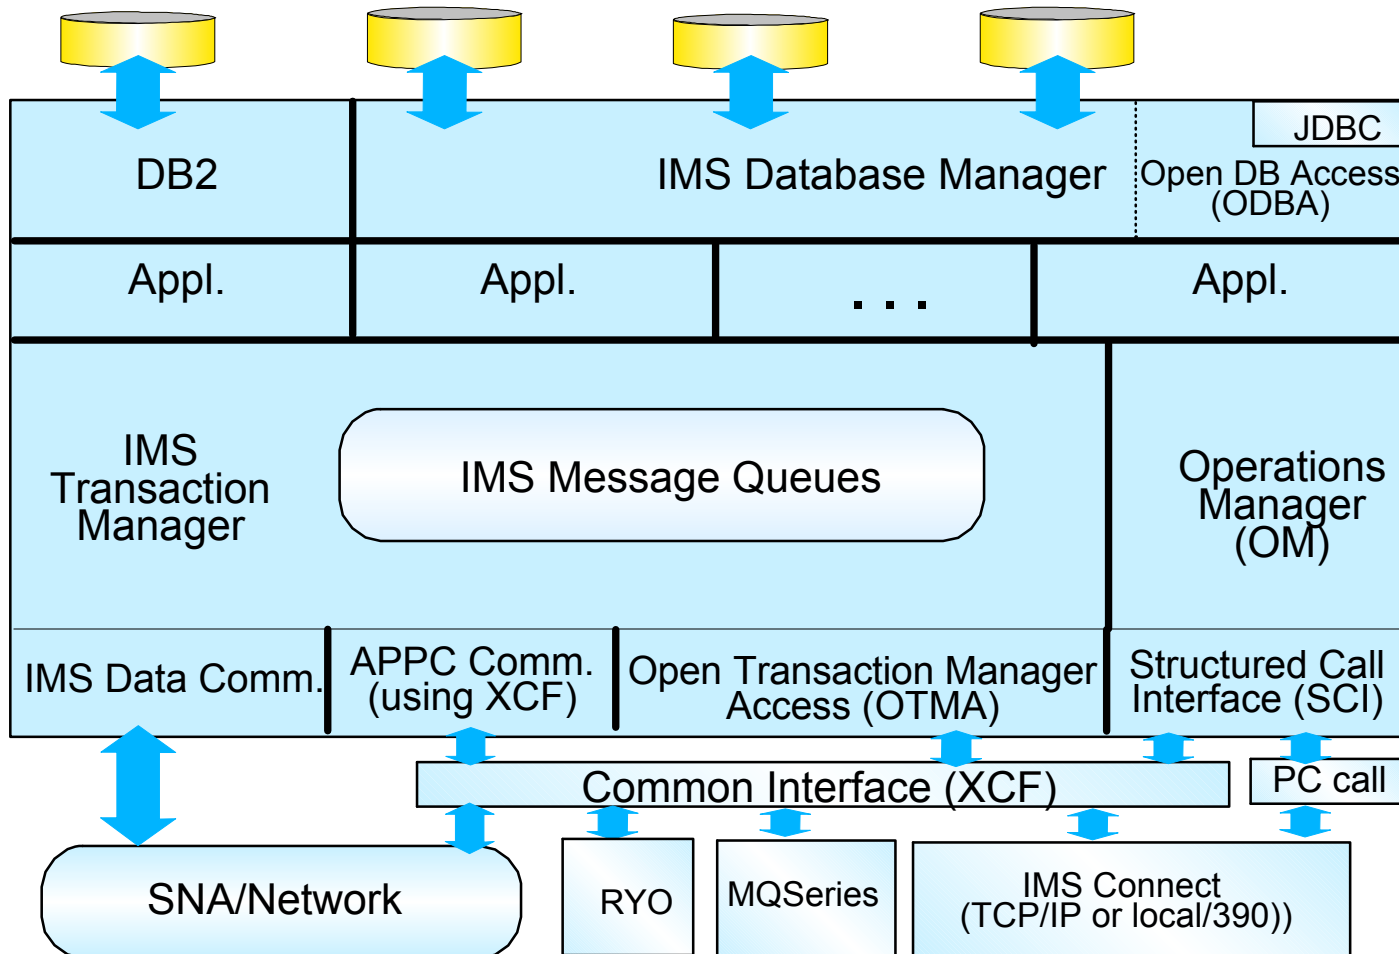 JDBC
DB2
IMS Database Manager
Open DB Access
(ODBA)
Appl.
Appl.
. . .
Appl.
IMS
Transaction
Manager
IMS Message Queues
Operations
Manager
(OM)
IMS Data Comm.
APPC Comm.
(using XCF)
Open Transaction Manager
Access (OTMA)
Structured Call
Interface (SCI)
Common Interface (XCF)
PC call
SNA/Network
RYO
MQSeries
IMS Connect
(TCP/IP or local/390))